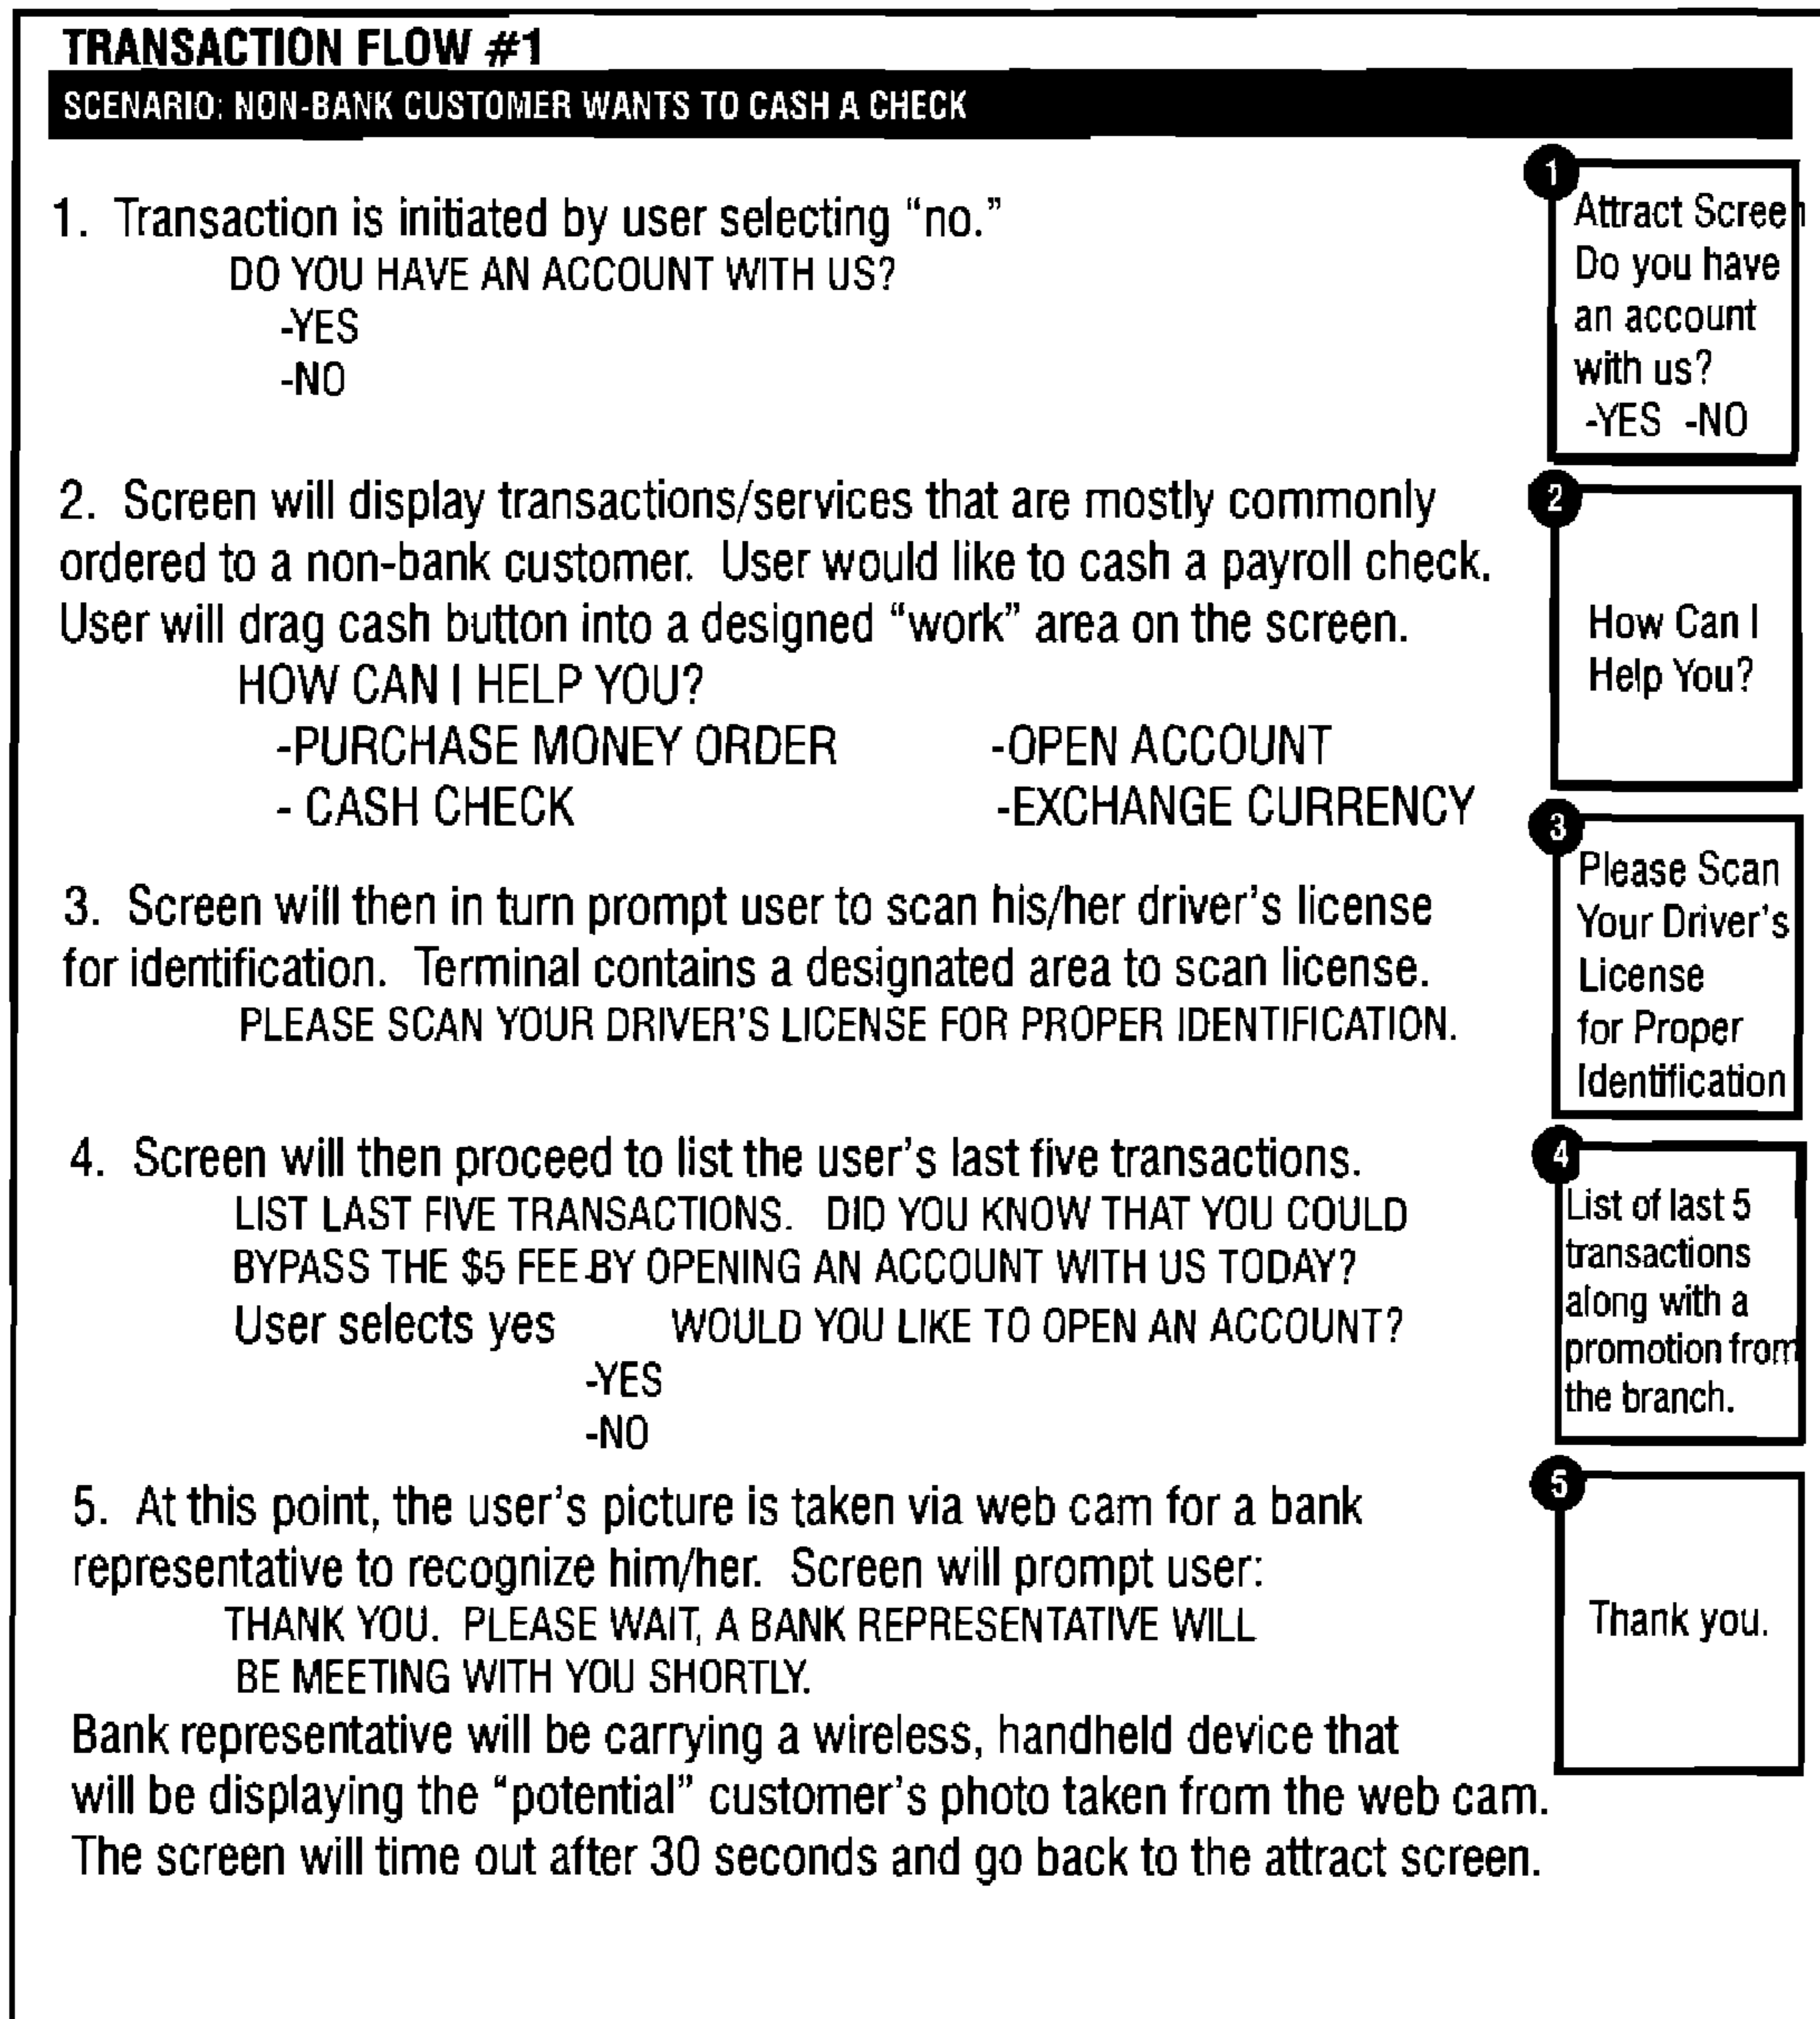 TRANSACTION FLOW #1
SCENARIO: NON-BANK CUSTOMER WANTS TO CASH A CHECK
1. Transaction is initiated by user selecting “no.”
DO YOU HAVE AN ACCOUNT WITH US?
-YES
-NO
1
Attract Screen
Do you have
an account
with us?
-YES -NO
2. Screen will display transactions/services that are mostly commonly
ordered to a non-bank customer. User would like to cash a payroll check.
User will drag cash button into a designed “work” area on the screen.
HOW CAN I HELP YOU?
-PURCHASE MONEY ORDER -OPEN ACCOUNT
- CASH CHECK -EXCHANGE CURRENCY
2
How Can I
Help You?
3. Screen will then in turn prompt user to scan his/her driver's license
for identification. Terminal contains a designated area to scan license.
PLEASE SCAN YOUR DRIVER'S LICENSE FOR PROPER IDENTIFICATION.
3
Please Scan
Your Driver's
License
for Proper
Identification
4. Screen will then proceed to list the user's last five transactions.
LIST LAST FIVE TRANSACTIONS. DID YOU KNOW THAT YOU COULD
BYPASS THE $5 FEE BY OPENING AN ACCOUNT WITH US TODAY?
User selects yes WOULD YOU LIKE TO OPEN AN ACCOUNT?
-YES
-NO
4
List of last 5
transactions
along with a
promotion from
the branch.
5. At this point, the user's picture is taken via web cam for a bank
representative to recognize him/her. Screen will prompt user:
THANK YOU. PLEASE WAIT, A BANK REPRESENTATIVE WILL
BE MEETING WITH YOU SHORTLY.
Bank representative will be carrying a wireless, handheld device that
will be displaying the “potential” customer's photo taken from the web cam.
The screen will time out after 30 seconds and go back to the attract screen.
5
Thank you.